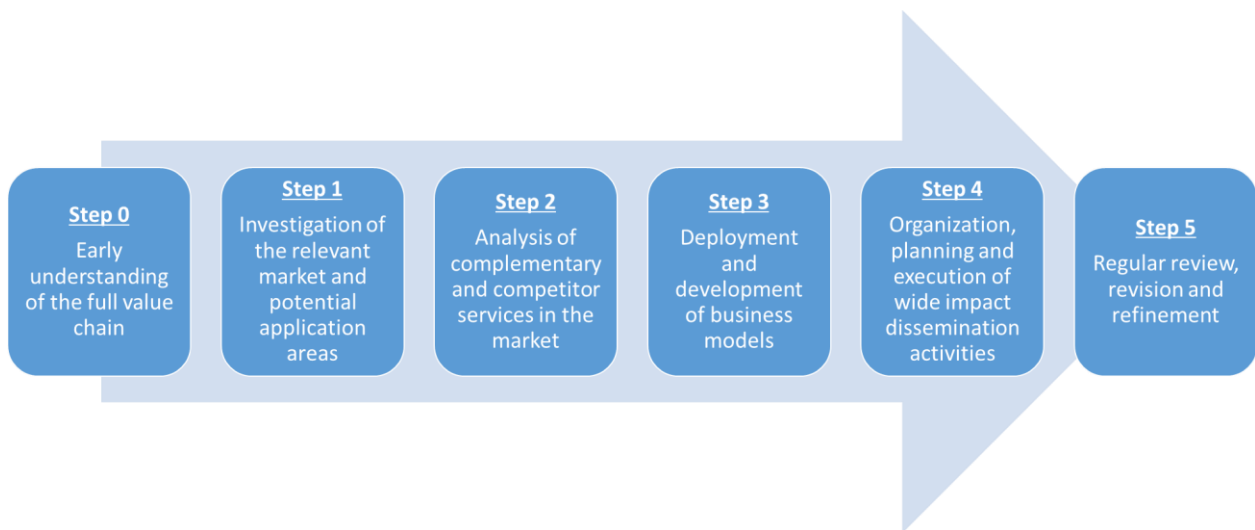 Step 0
Early
understanding
of the full value
chain
Step 1
Investigation of
the relevant
market and
potential
application
areas
Step 2
Analysis of
complementary
and competitor
services in the
market
Step 3
Deployment
and
development
of business
models
Step 4
Organization,
planning and
execution of
wide impact
dissemination
activities
Step 5
Regular review,
revision and
refinement